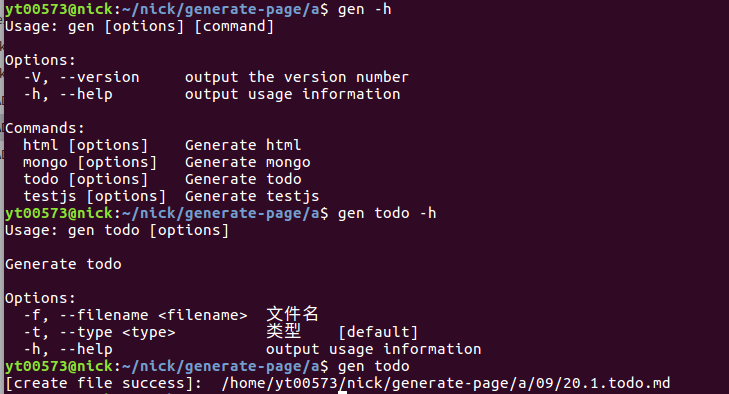 yt00573@nick:~/nick/generate-page/a$ gen -h
Usage: gen [options] [command]
Options:
-V, --version output the version number
-h, --help output usage information
Commands:
html [options] Generate html
mongo [options] Generate mongo
todo [options] Generate todo
testjs [options] Generate testjs
yt00573@nick:~/nick/generate-page/a$ gen todo -h
Usage: gen todo [options]
Generate todo
Options:
-f, --filename <filename> 文件名
-t, --type <type> 类型 [default]
-h, --help output usage information
yt00573@nick:~/nick/generate-page/a$ gen todo
[create file success]: /home/yt00573/nick/generate-page/a/09/20.1.todo.md